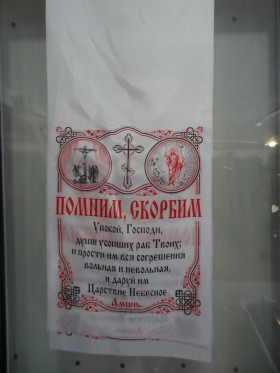 ПОМНИМ, СКОРБИМ
Упокой, Господи,
души усопших раб Твоих;
и прости им вся согрешения
вольная и невольная,
и даруй им
Царствие Небесное
Аминь.